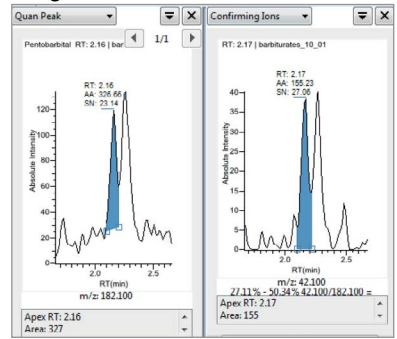 Quan Peak
Pentobarbital RT: 2.16 | bar
1/1
RT: 2.16
AA: 326.66
SN: 23.14
120
100
80
60
40
20
0
Absolute Intensity
2.0
2.5
RT(min)
m/z: 182.100
Apex RT: 2.16
Area: 327
Confirming Ions
RT: 2.17 | barbiturates_10_01
RT: 2.17
AA: 155.23
SN: 27.06
40
35
30
25
20
15
10
5
0
Absolute Intensity
2.0
2.5
RT(min)
m/z: 42.100
27.11% - 50.34% 42.100/182.100 =
Apex RT: 2.17
Area: 155